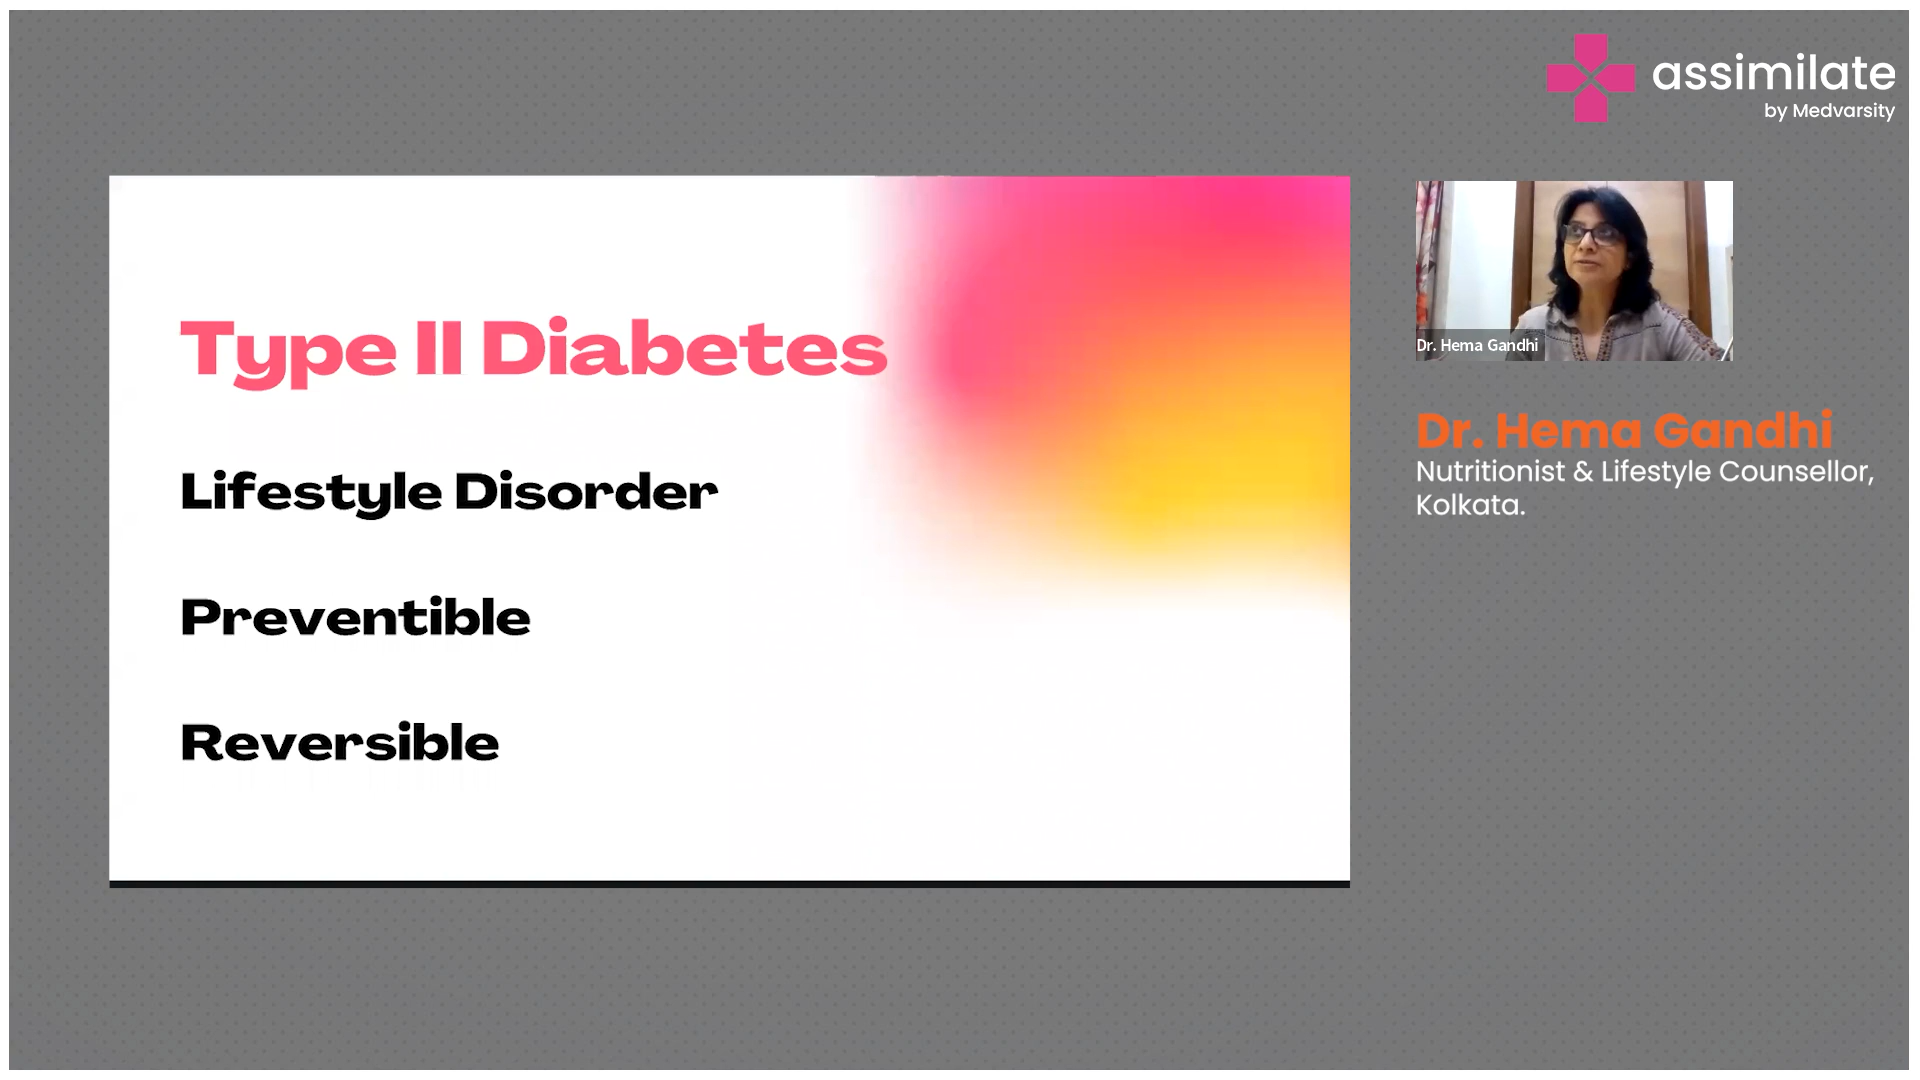 assimilate
by Medvarsity
Type II Diabetes
Lifestyle Disorder
Preventible
Reversible
Dr. Hema Gandhi
Dr. Hema Gandhi
Nutritionist & Lifestyle Counsellor,
Kolkata.